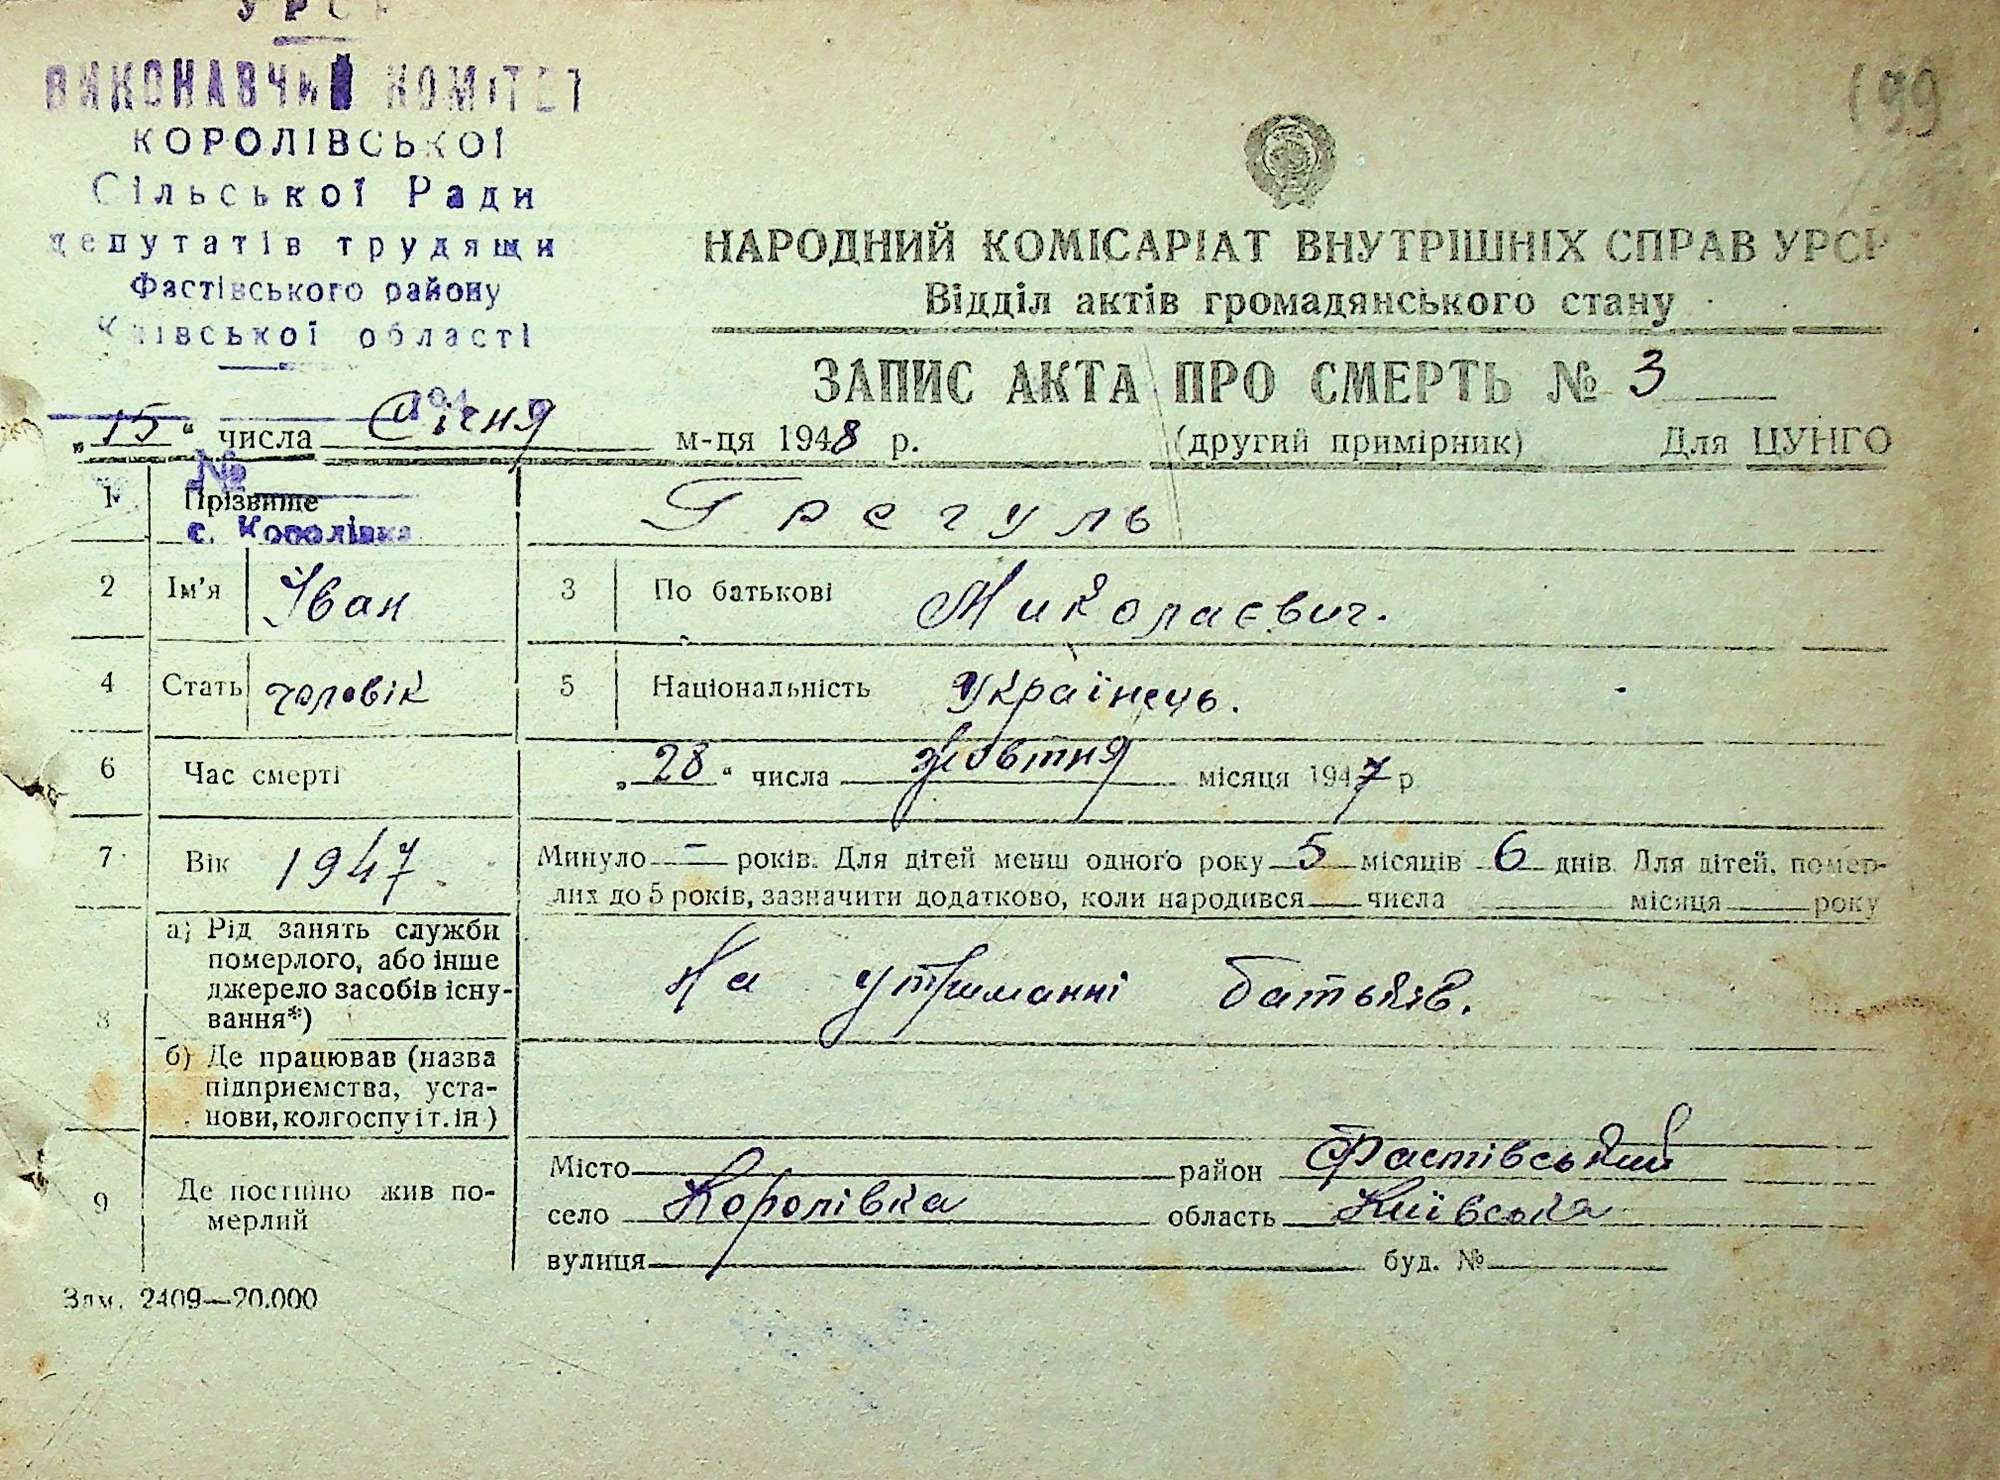 УРСР
ВИКОНАВЧИЙ КОМІТЕТ
КОРОЛІВСЬКОЇ
Сільської Ради
депутатів трудящи
Фастівського району
Київської області
194
№
с. Королівка
199
НАРОДНИЙ КОМІСАРІАТ ВНУТРІШНІХ СПРАВ УРСР
Відділ актів громадянського стану
ЗАПИС АКТА ПРО СМЕРТЬ № 3
„15“ числа Січня м-ця 1948 р. (другий примірник) Для ЦУНГО
1 Прізвище Грегуль
2 Ім'я Іван 3 По батькові Миколаєвич.
4 Стать чоловік 5 Національність Українець.
6 Час смерті „28“ числа жовтня місяця 1947 р
7 Вік 1947. Минуло — років. Для дітей менш одного року 5 місяців 6 днів. Для дітей, помер-
лих до 5 років, зазначити додатково, коли народився числа місяця року
8 а) Рід занять служби
померлого, або інше
джерело засобів існу-
вання*) На утриманні батьків.
б) Де працював (назва
підприємства, уста-
нови, колгоспу і т. ін)
9 Де постійно жив по-
мерлий
Місто район Фастівський
село Королівка область Київська
вулиця буд. №
Зам. 2409—20.000